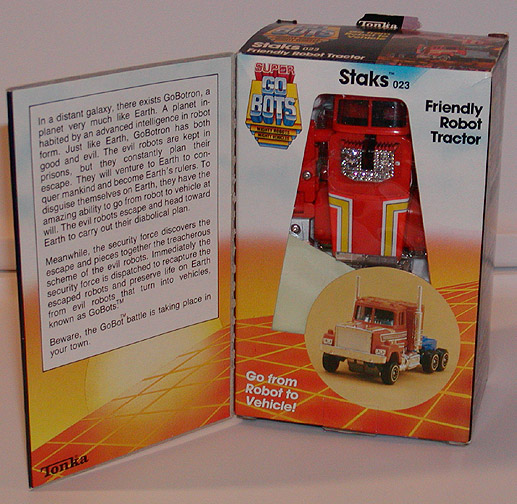 In a distant galaxy, there exists GoBotron, a
planet very much like Earth. A planet in-
habited by an advanced intelligence in robot
form. Just like Earth, GoBotron has both
good and evil. The evil robots are kept in
prisons, but they constantly plan their
escape. They will venture to Earth to con-
quer mankind and become Earth's rulers. To
disguise themselves on Earth, they have the
amazing ability to go from robot to vehicle at
will. The evil robots escape and head toward
Earth to carry out their diabolical plan.
Meanwhile, the security force discovers the
escape and pieces together the treacherous
scheme of the evil robots. Immediately the
security force is dispatched to recapture the
escaped robots and preserve life on Earth
from evil robots that turn into vehicles,
known as GoBots™
Beware, the GoBot™ battle is taking place in
your town.
Tonka
Tonka
BOTS
Staks 023
Friendly Robot Tractor
SUPER
GO
BOTS
MIGHTY ROBOTS
MIGHTY VEHICLES
Staks™ 023
Friendly
Robot
Tractor
Go from
Robot to
Vehicle!